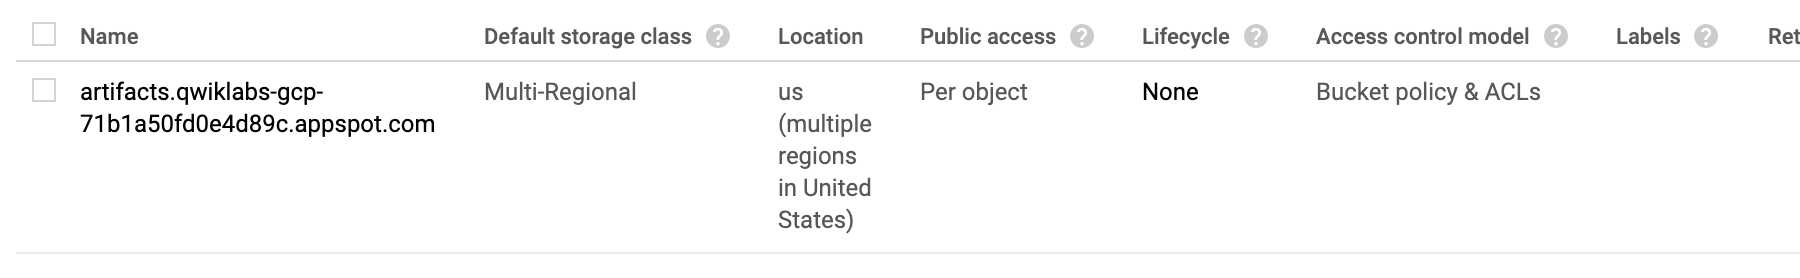 Name Default storage class ? Location Public access ? Lifecycle ? Access control model ? Labels ? Ret
artifacts.qwiklabs-gcp- Multi-Regional us Per object None Bucket policy & ACLs
71b1a50fd0e4d89c.appspot.com (multiple
regions
in United
States)